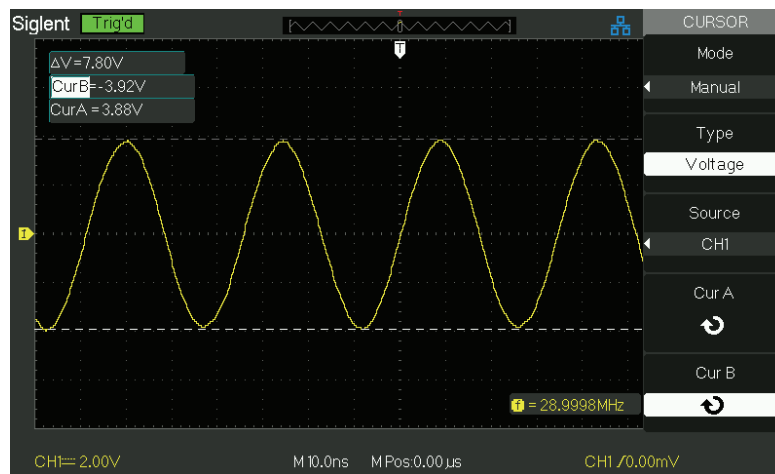 Siglent Trig'd
CURSOR
Mode
Manual
Type
Voltage
Source
CH1
Cur A
Cur B
T
ΔV=7.80V
CurB=-3.92V
CurA =3.88V
1
f = 28.9998MHz
CH1 2.00V M 10.0ns M Pos:0.00µs CH1 /0.00mV